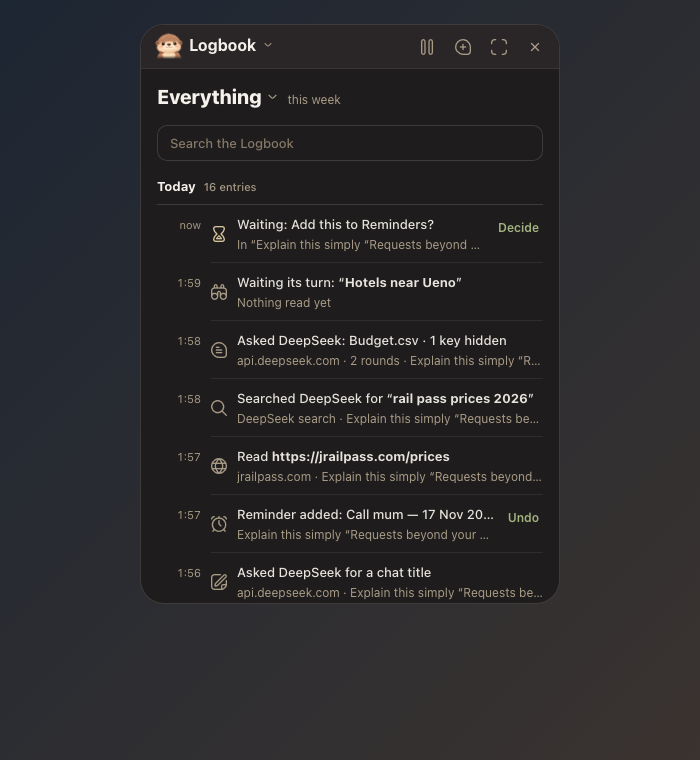 Logbook
Everything this week
Search the Logbook
Today 16 entries
now Waiting: Add this to Reminders? Decide
In “Explain this simply “Requests beyond …
1:59 Waiting its turn: “Hotels near Ueno”
Nothing read yet
1:58 Asked DeepSeek: Budget.csv · 1 key hidden
api.deepseek.com · 2 rounds · Explain this simply “R…
1:58 Searched DeepSeek for “rail pass prices 2026”
DeepSeek search · Explain this simply “Requests be…
1:57 Read https://jrailpass.com/prices
jrailpass.com · Explain this simply “Requests beyond…
1:57 Reminder added: Call mum — 17 Nov 20… Undo
Explain this simply “Requests beyond your …
1:56 Asked DeepSeek for a chat title
api.deepseek.com · Explain this simply “Requests be…